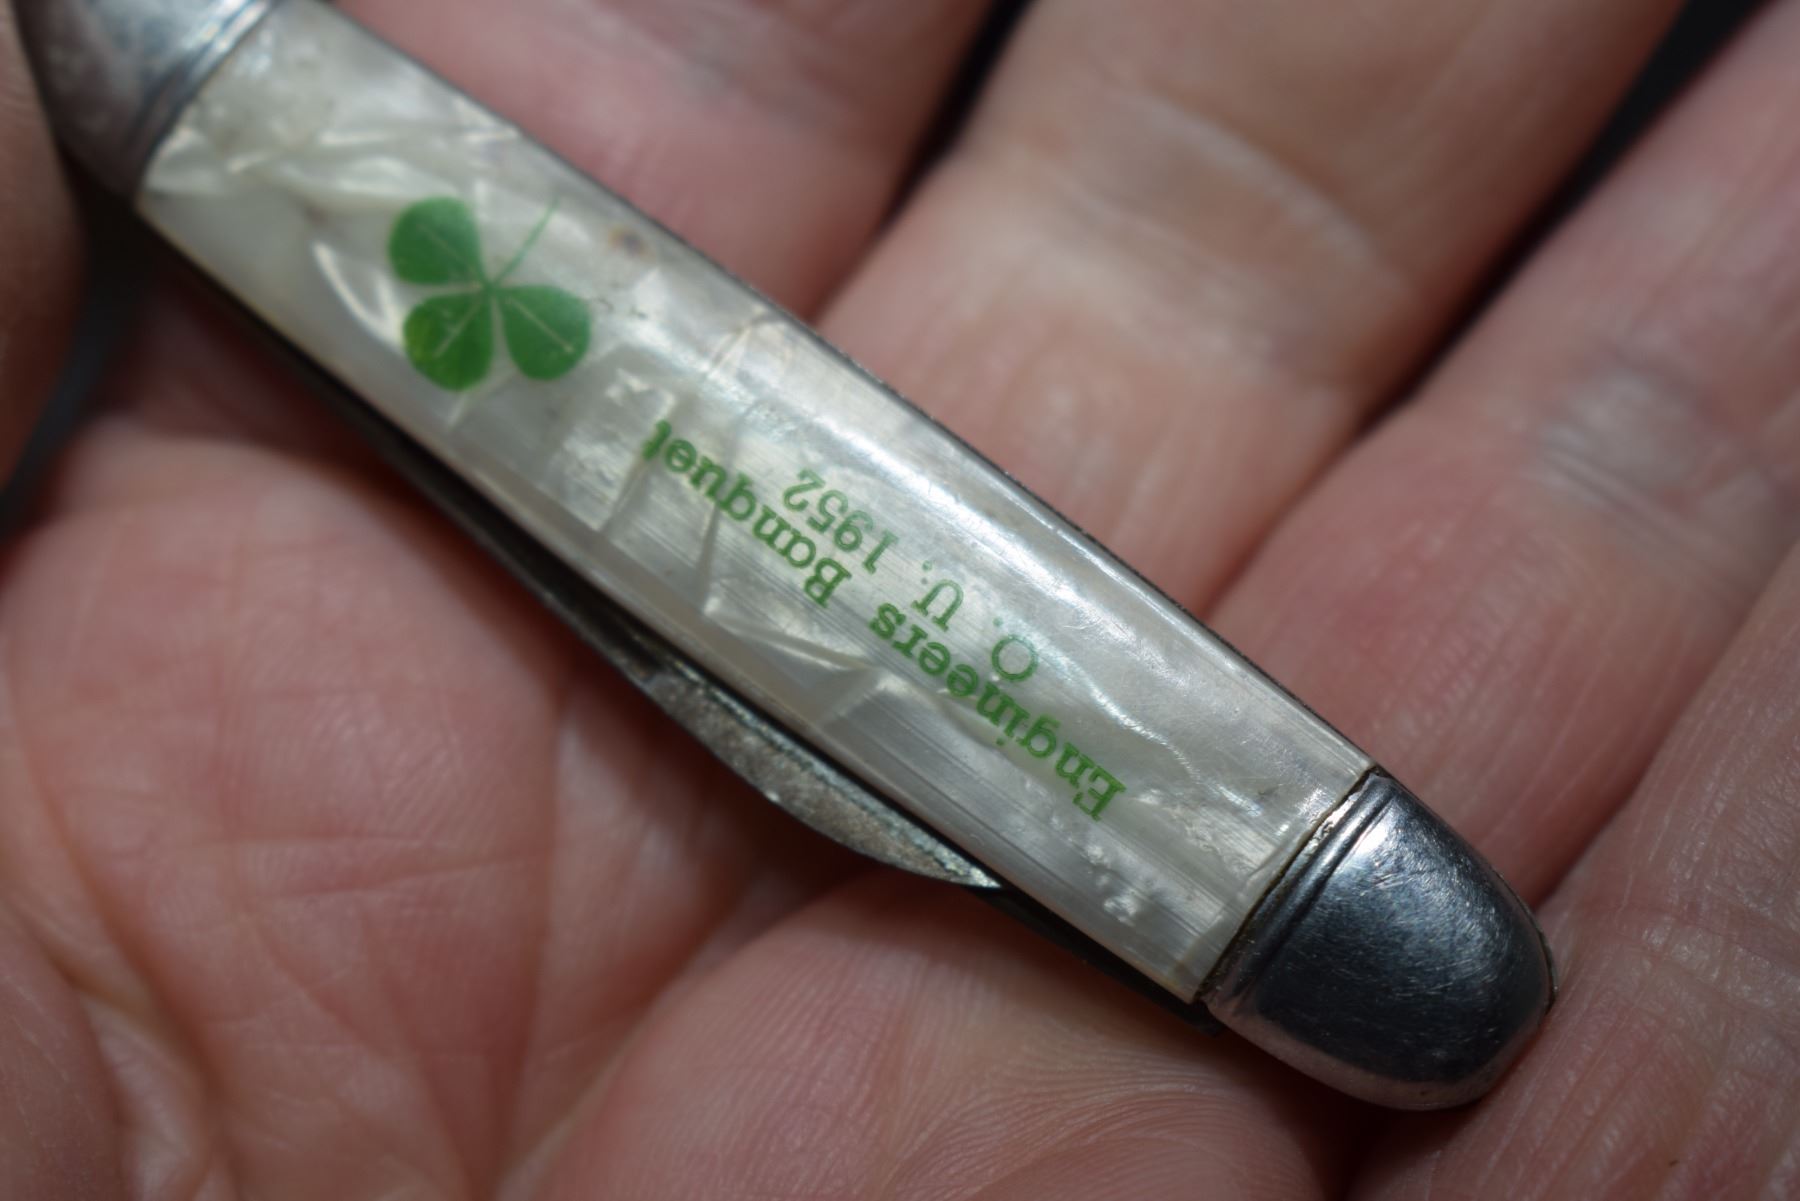 Engineers Banquet
O. U. 1952